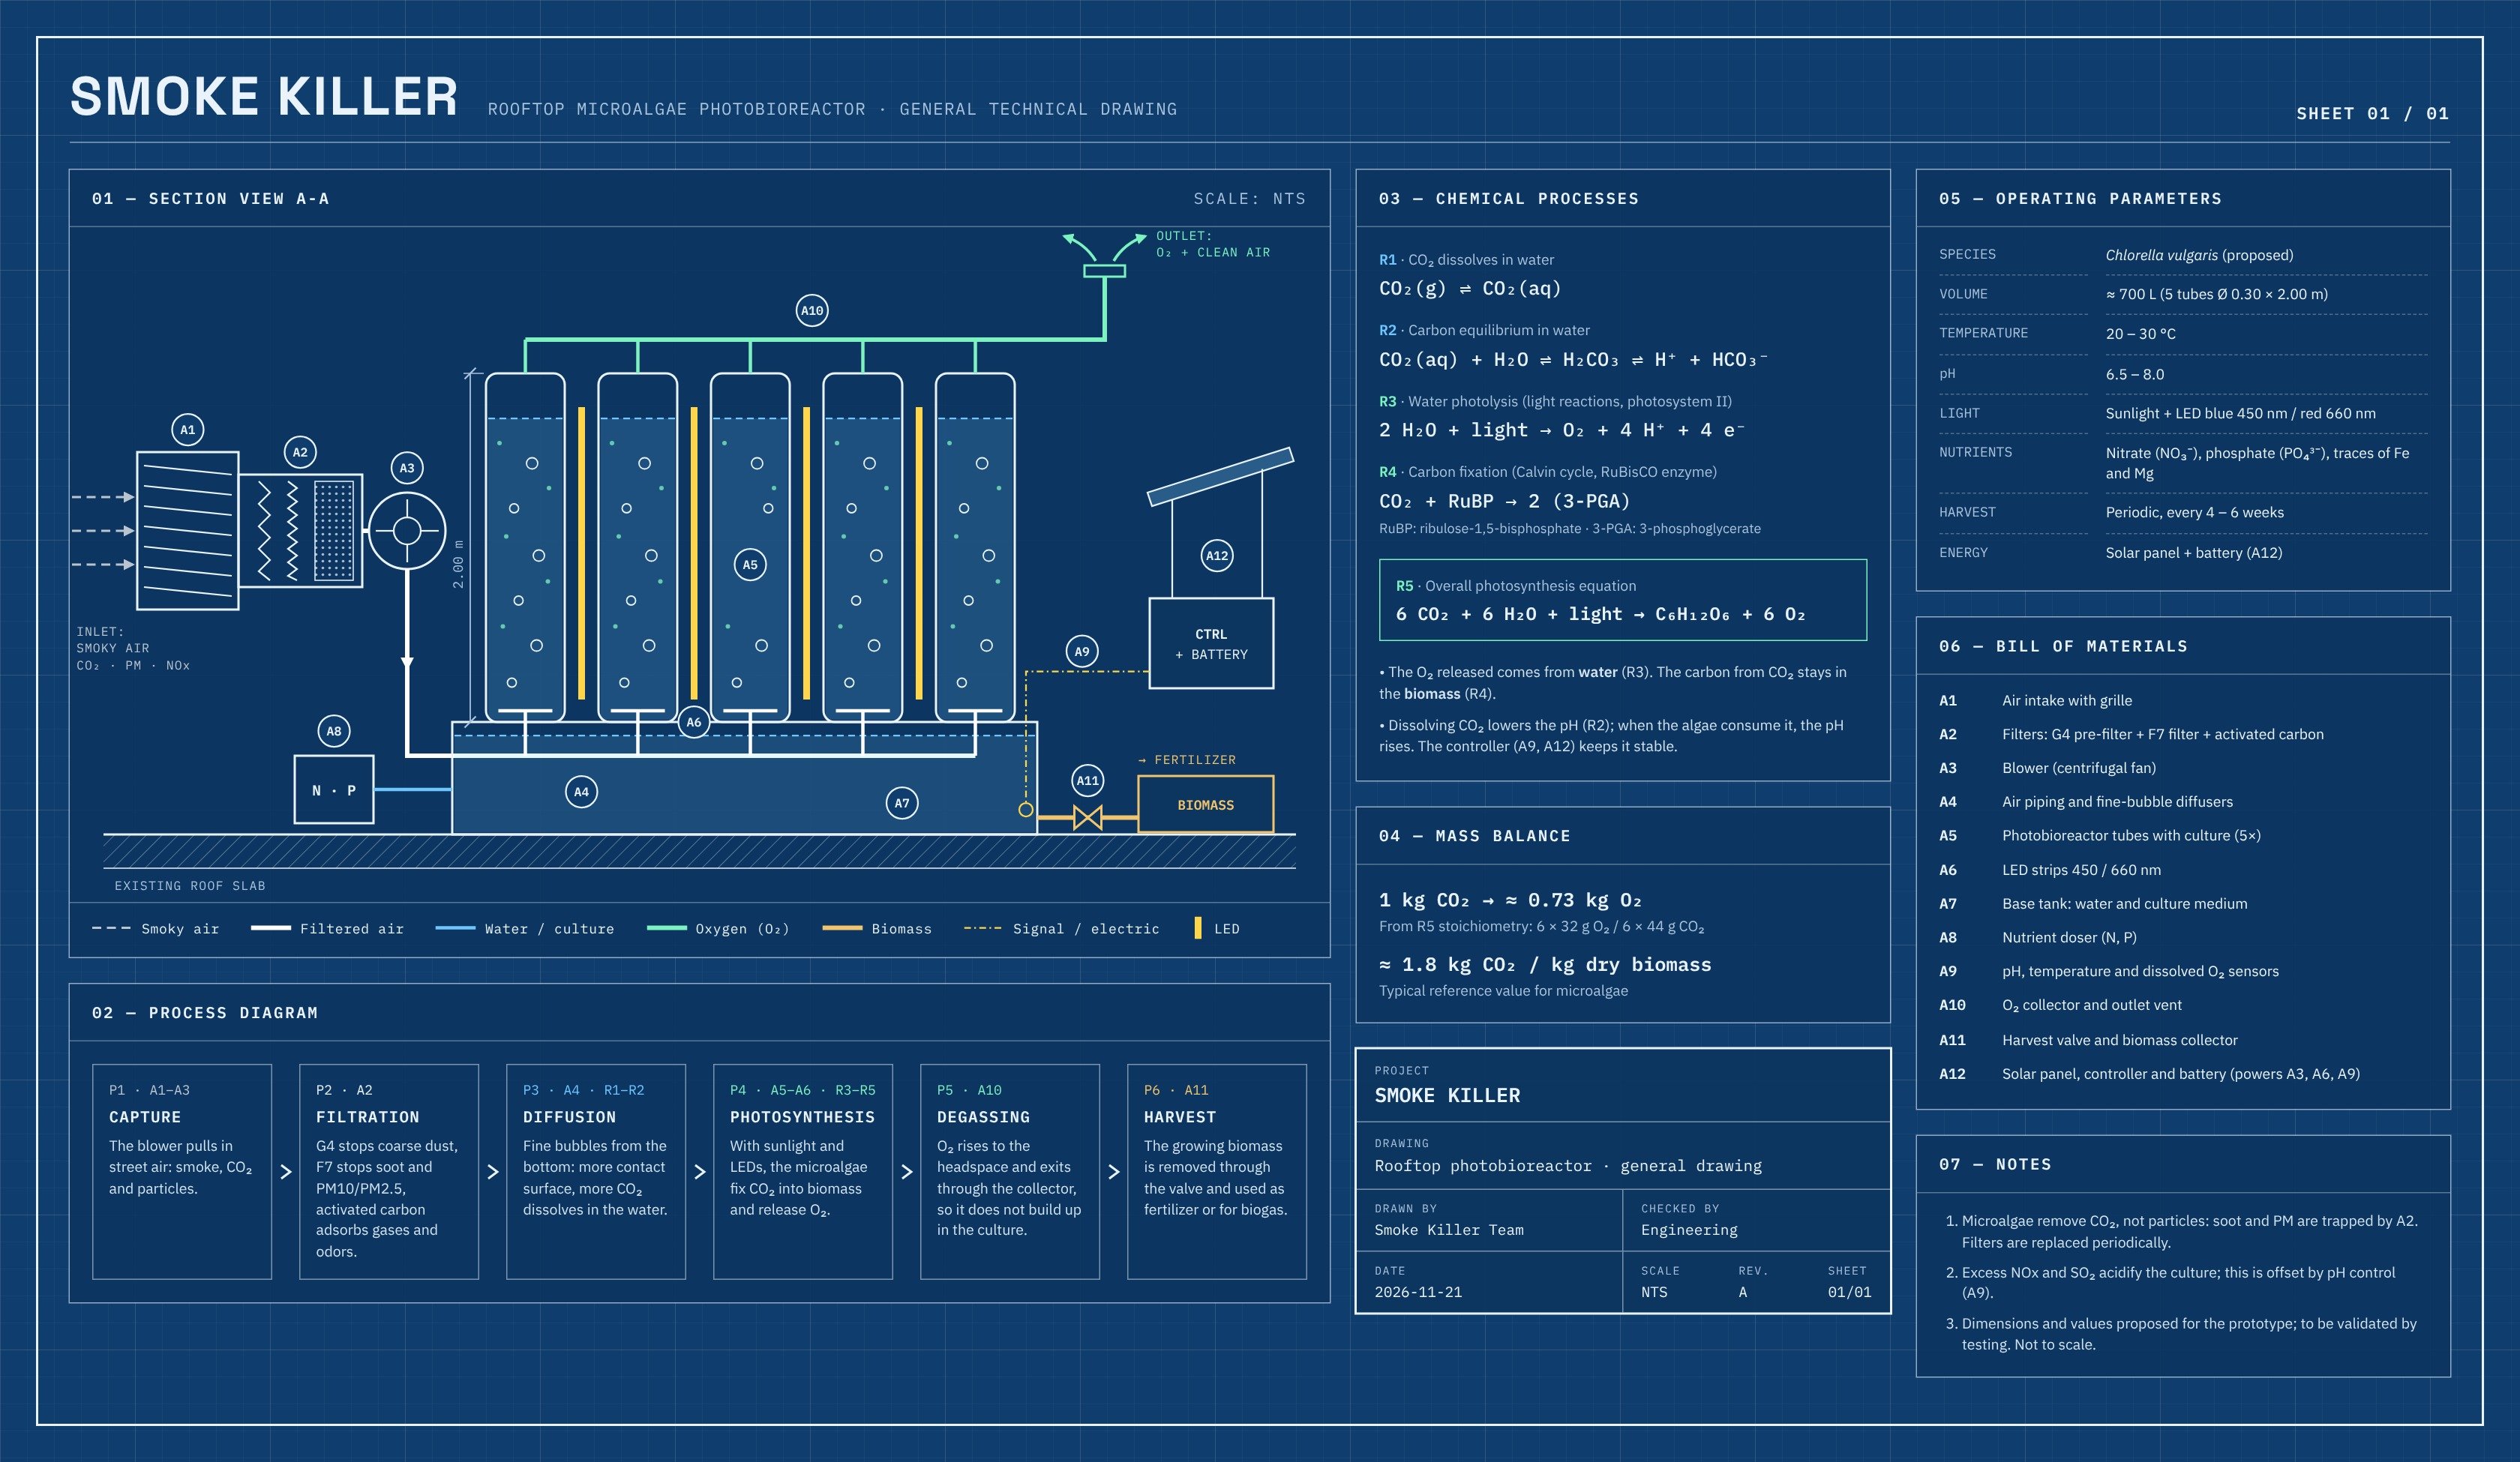 SMOKE KILLER
ROOFTOP MICROALGAE PHOTOBIOREACTOR · GENERAL TECHNICAL DRAWING
SHEET 01 / 01
01 — SECTION VIEW A-A
SCALE: NTS
OUTLET:
O₂ + CLEAN AIR
A10
A1
A2
A3
2.00 m
A5
A12
INLET:
SMOKY AIR
CO₂ · PM · NOx
CTRL
+ BATTERY
A9
A6
A8
N · P
A4
A7
A11
→ FERTILIZER
BIOMASS
EXISTING ROOF SLAB
Smoky air
Filtered air
Water / culture
Oxygen (O₂)
Biomass
Signal / electric
LED
02 — PROCESS DIAGRAM
P1 · A1–A3
CAPTURE
The blower pulls in
street air: smoke, CO₂
and particles.
P2 · A2
FILTRATION
G4 stops coarse dust,
F7 stops soot and
PM10/PM2.5,
activated carbon
adsorbs gases and
odors.
P3 · A4 · R1–R2
DIFFUSION
Fine bubbles from the
bottom: more contact
surface, more CO₂
dissolves in the water.
P4 · A5–A6 · R3–R5
PHOTOSYNTHESIS
With sunlight and
LEDs, the microalgae
fix CO₂ into biomass
and release O₂.
P5 · A10
DEGASSING
O₂ rises to the
headspace and exits
through the collector,
so it does not build up
in the culture.
P6 · A11
HARVEST
The growing biomass
is removed through
the valve and used as
fertilizer or for biogas.
03 — CHEMICAL PROCESSES
R1 · CO₂ dissolves in water
CO₂(g) ⇌ CO₂(aq)
R2 · Carbon equilibrium in water
CO₂(aq) + H₂O ⇌ H₂CO₃ ⇌ H⁺ + HCO₃⁻
R3 · Water photolysis (light reactions, photosystem II)
2 H₂O + light → O₂ + 4 H⁺ + 4 e⁻
R4 · Carbon fixation (Calvin cycle, RuBisCO enzyme)
CO₂ + RuBP → 2 (3-PGA)
RuBP: ribulose-1,5-bisphosphate · 3-PGA: 3-phosphoglycerate
R5 · Overall photosynthesis equation
6 CO₂ + 6 H₂O + light → C₆H₁₂O₆ + 6 O₂
• The O₂ released comes from water (R3). The carbon from CO₂ stays in
the biomass (R4).
• Dissolving CO₂ lowers the pH (R2); when the algae consume it, the pH
rises. The controller (A9, A12) keeps it stable.
04 — MASS BALANCE
1 kg CO₂ → ≈ 0.73 kg O₂
From R5 stoichiometry: 6 × 32 g O₂ / 6 × 44 g CO₂
≈ 1.8 kg CO₂ / kg dry biomass
Typical reference value for microalgae
PROJECT
SMOKE KILLER
DRAWING
Rooftop photobioreactor · general drawing
DRAWN BY
Smoke Killer Team
CHECKED BY
Engineering
DATE
2026-11-21
SCALE
NTS
REV.
A
SHEET
01/01
05 — OPERATING PARAMETERS
SPECIES Chlorella vulgaris (proposed)
VOLUME ≈ 700 L (5 tubes Ø 0.30 × 2.00 m)
TEMPERATURE 20 – 30 °C
pH 6.5 – 8.0
LIGHT Sunlight + LED blue 450 nm / red 660 nm
NUTRIENTS Nitrate (NO₃⁻), phosphate (PO₄³⁻), traces of Fe
and Mg
HARVEST Periodic, every 4 – 6 weeks
ENERGY Solar panel + battery (A12)
06 — BILL OF MATERIALS
A1 Air intake with grille
A2 Filters: G4 pre-filter + F7 filter + activated carbon
A3 Blower (centrifugal fan)
A4 Air piping and fine-bubble diffusers
A5 Photobioreactor tubes with culture (5×)
A6 LED strips 450 / 660 nm
A7 Base tank: water and culture medium
A8 Nutrient doser (N, P)
A9 pH, temperature and dissolved O₂ sensors
A10 O₂ collector and outlet vent
A11 Harvest valve and biomass collector
A12 Solar panel, controller and battery (powers A3, A6, A9)
07 — NOTES
1. Microalgae remove CO₂, not particles: soot and PM are trapped by A2.
Filters are replaced periodically.
2. Excess NOx and SO₂ acidify the culture; this is offset by pH control
(A9).
3. Dimensions and values proposed for the prototype; to be validated by
testing. Not to scale.